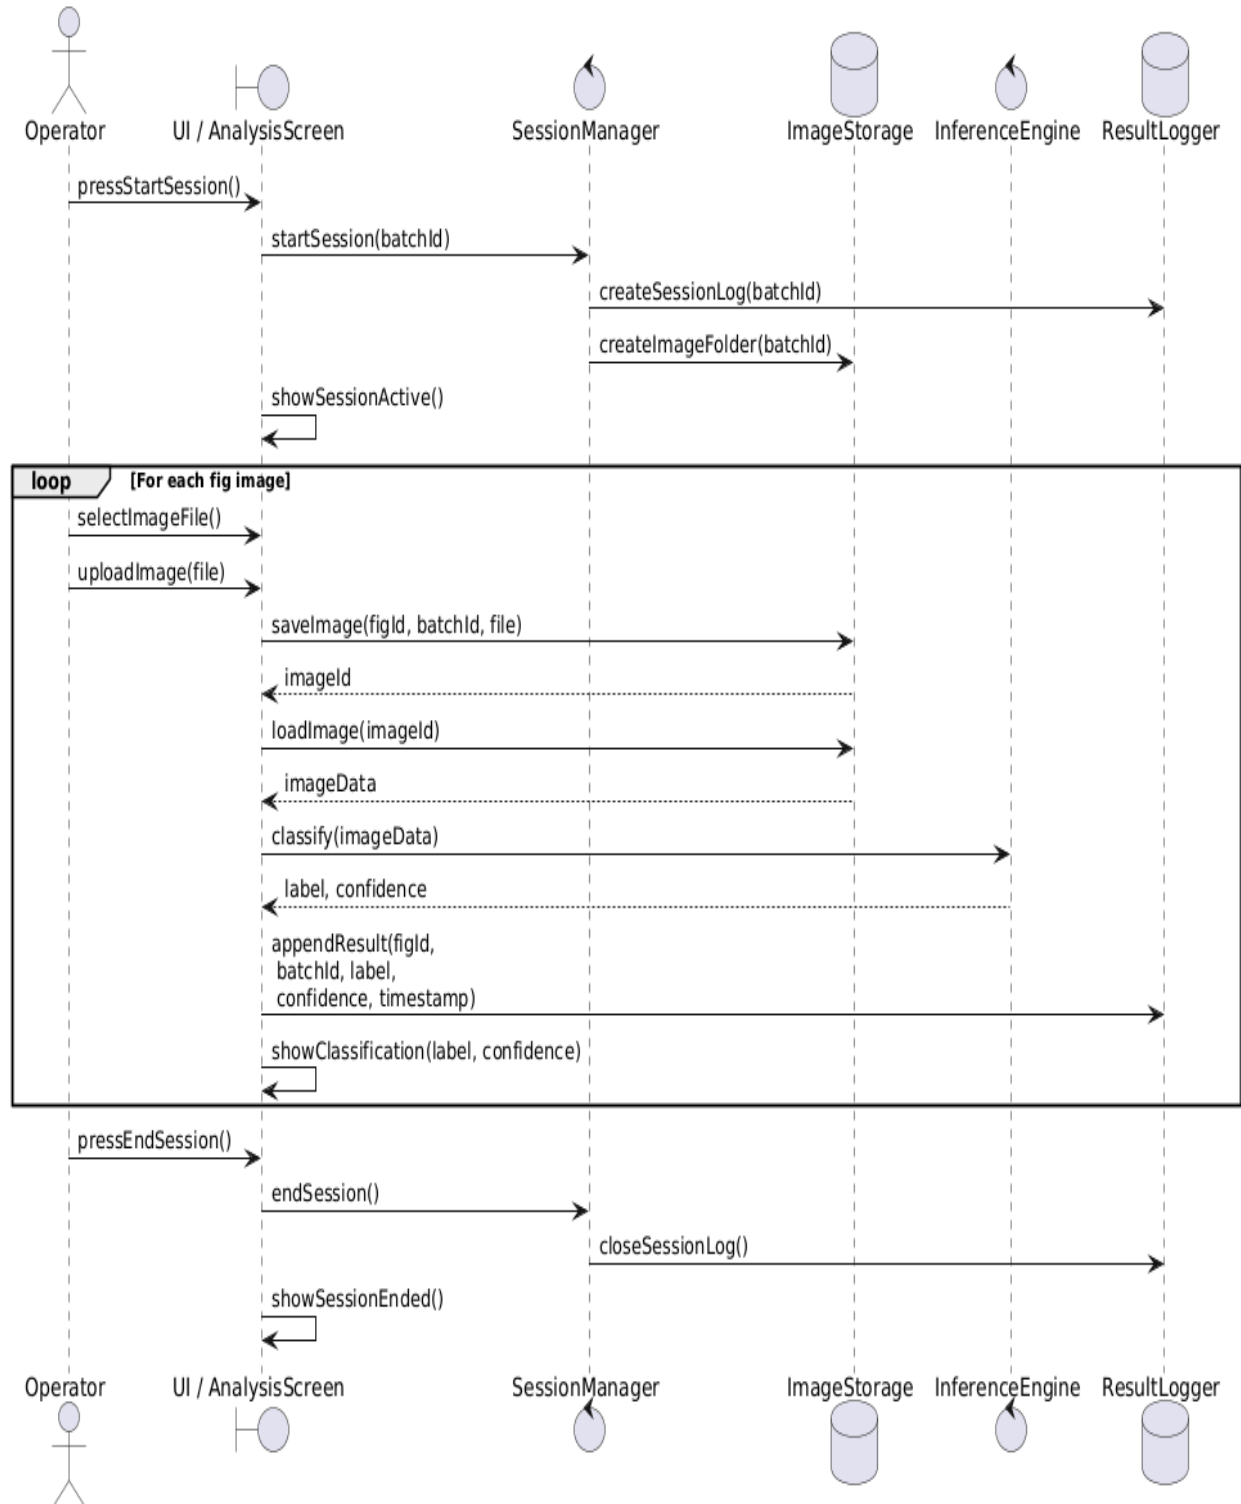 Operator UI / AnalysisScreen SessionManager ImageStorage InferenceEngine ResultLogger
pressStartSession()
startSession(batchId)
createSessionLog(batchId)
createImageFolder(batchId)
showSessionActive()
loop [For each fig image]
selectImageFile()
uploadImage(file)
saveImage(figId, batchId, file)
imageId
loadImage(imageId)
imageData
classify(imageData)
label, confidence
appendResult(figId,
batchId, label,
confidence, timestamp)
showClassification(label, confidence)
pressEndSession()
endSession()
closeSessionLog()
showSessionEnded()
Operator UI / AnalysisScreen SessionManager ImageStorage InferenceEngine ResultLogger